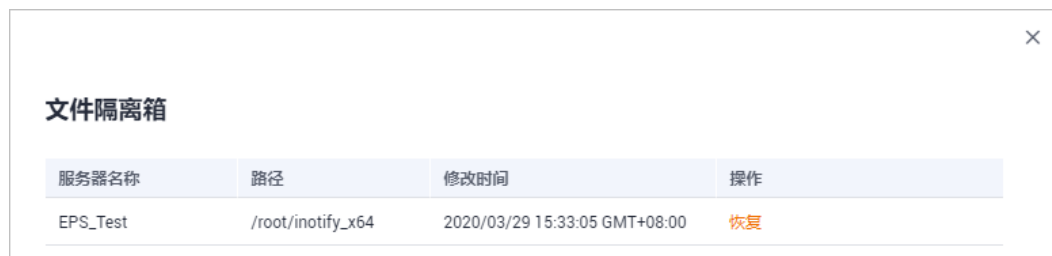 文件隔离箱
服务器名称 路径 修改时间 操作
EPS_Test /root/inotify_x64 2020/03/29 15:33:05 GMT+08:00 恢复